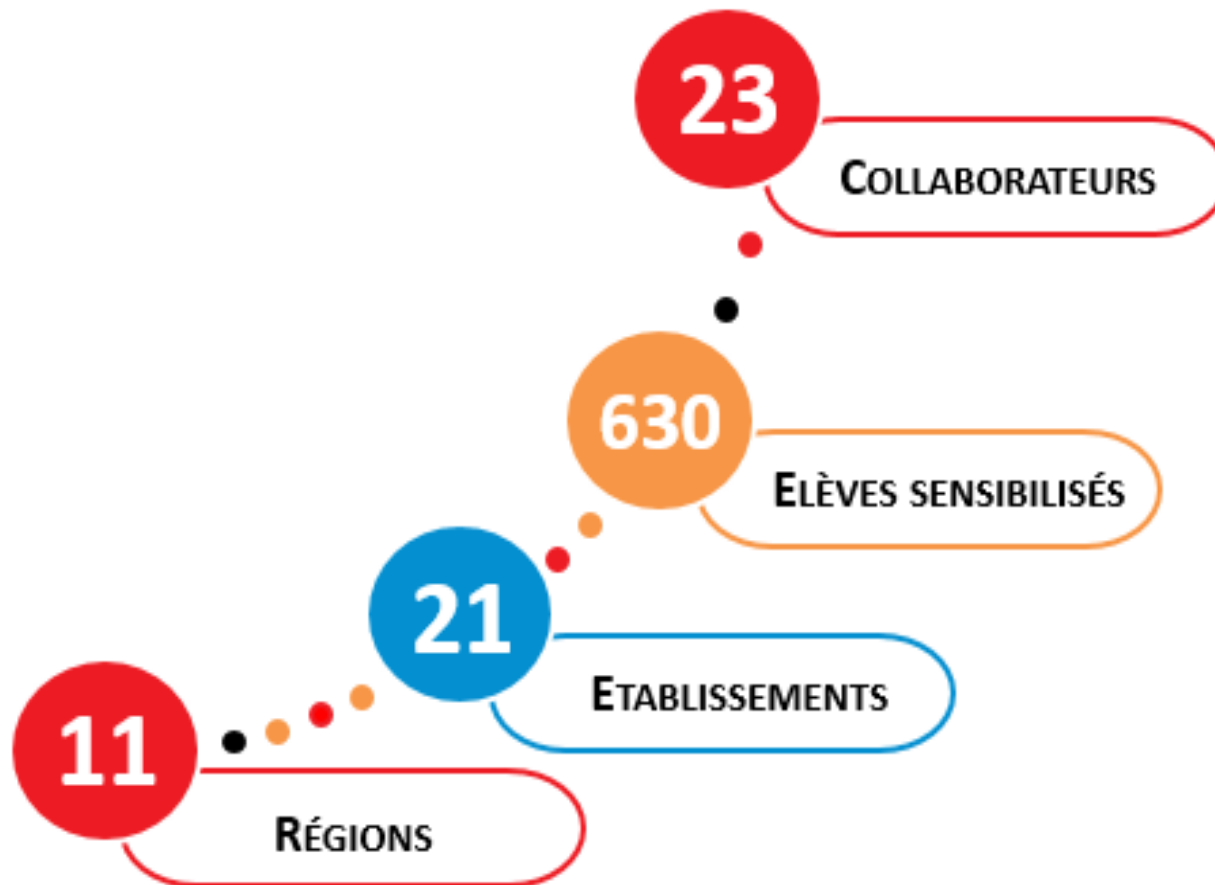 23
COLLABORATEURS
630
ELÈVES SENSIBILISÉS
21
ETABLISSEMENTS
11
RÉGIONS